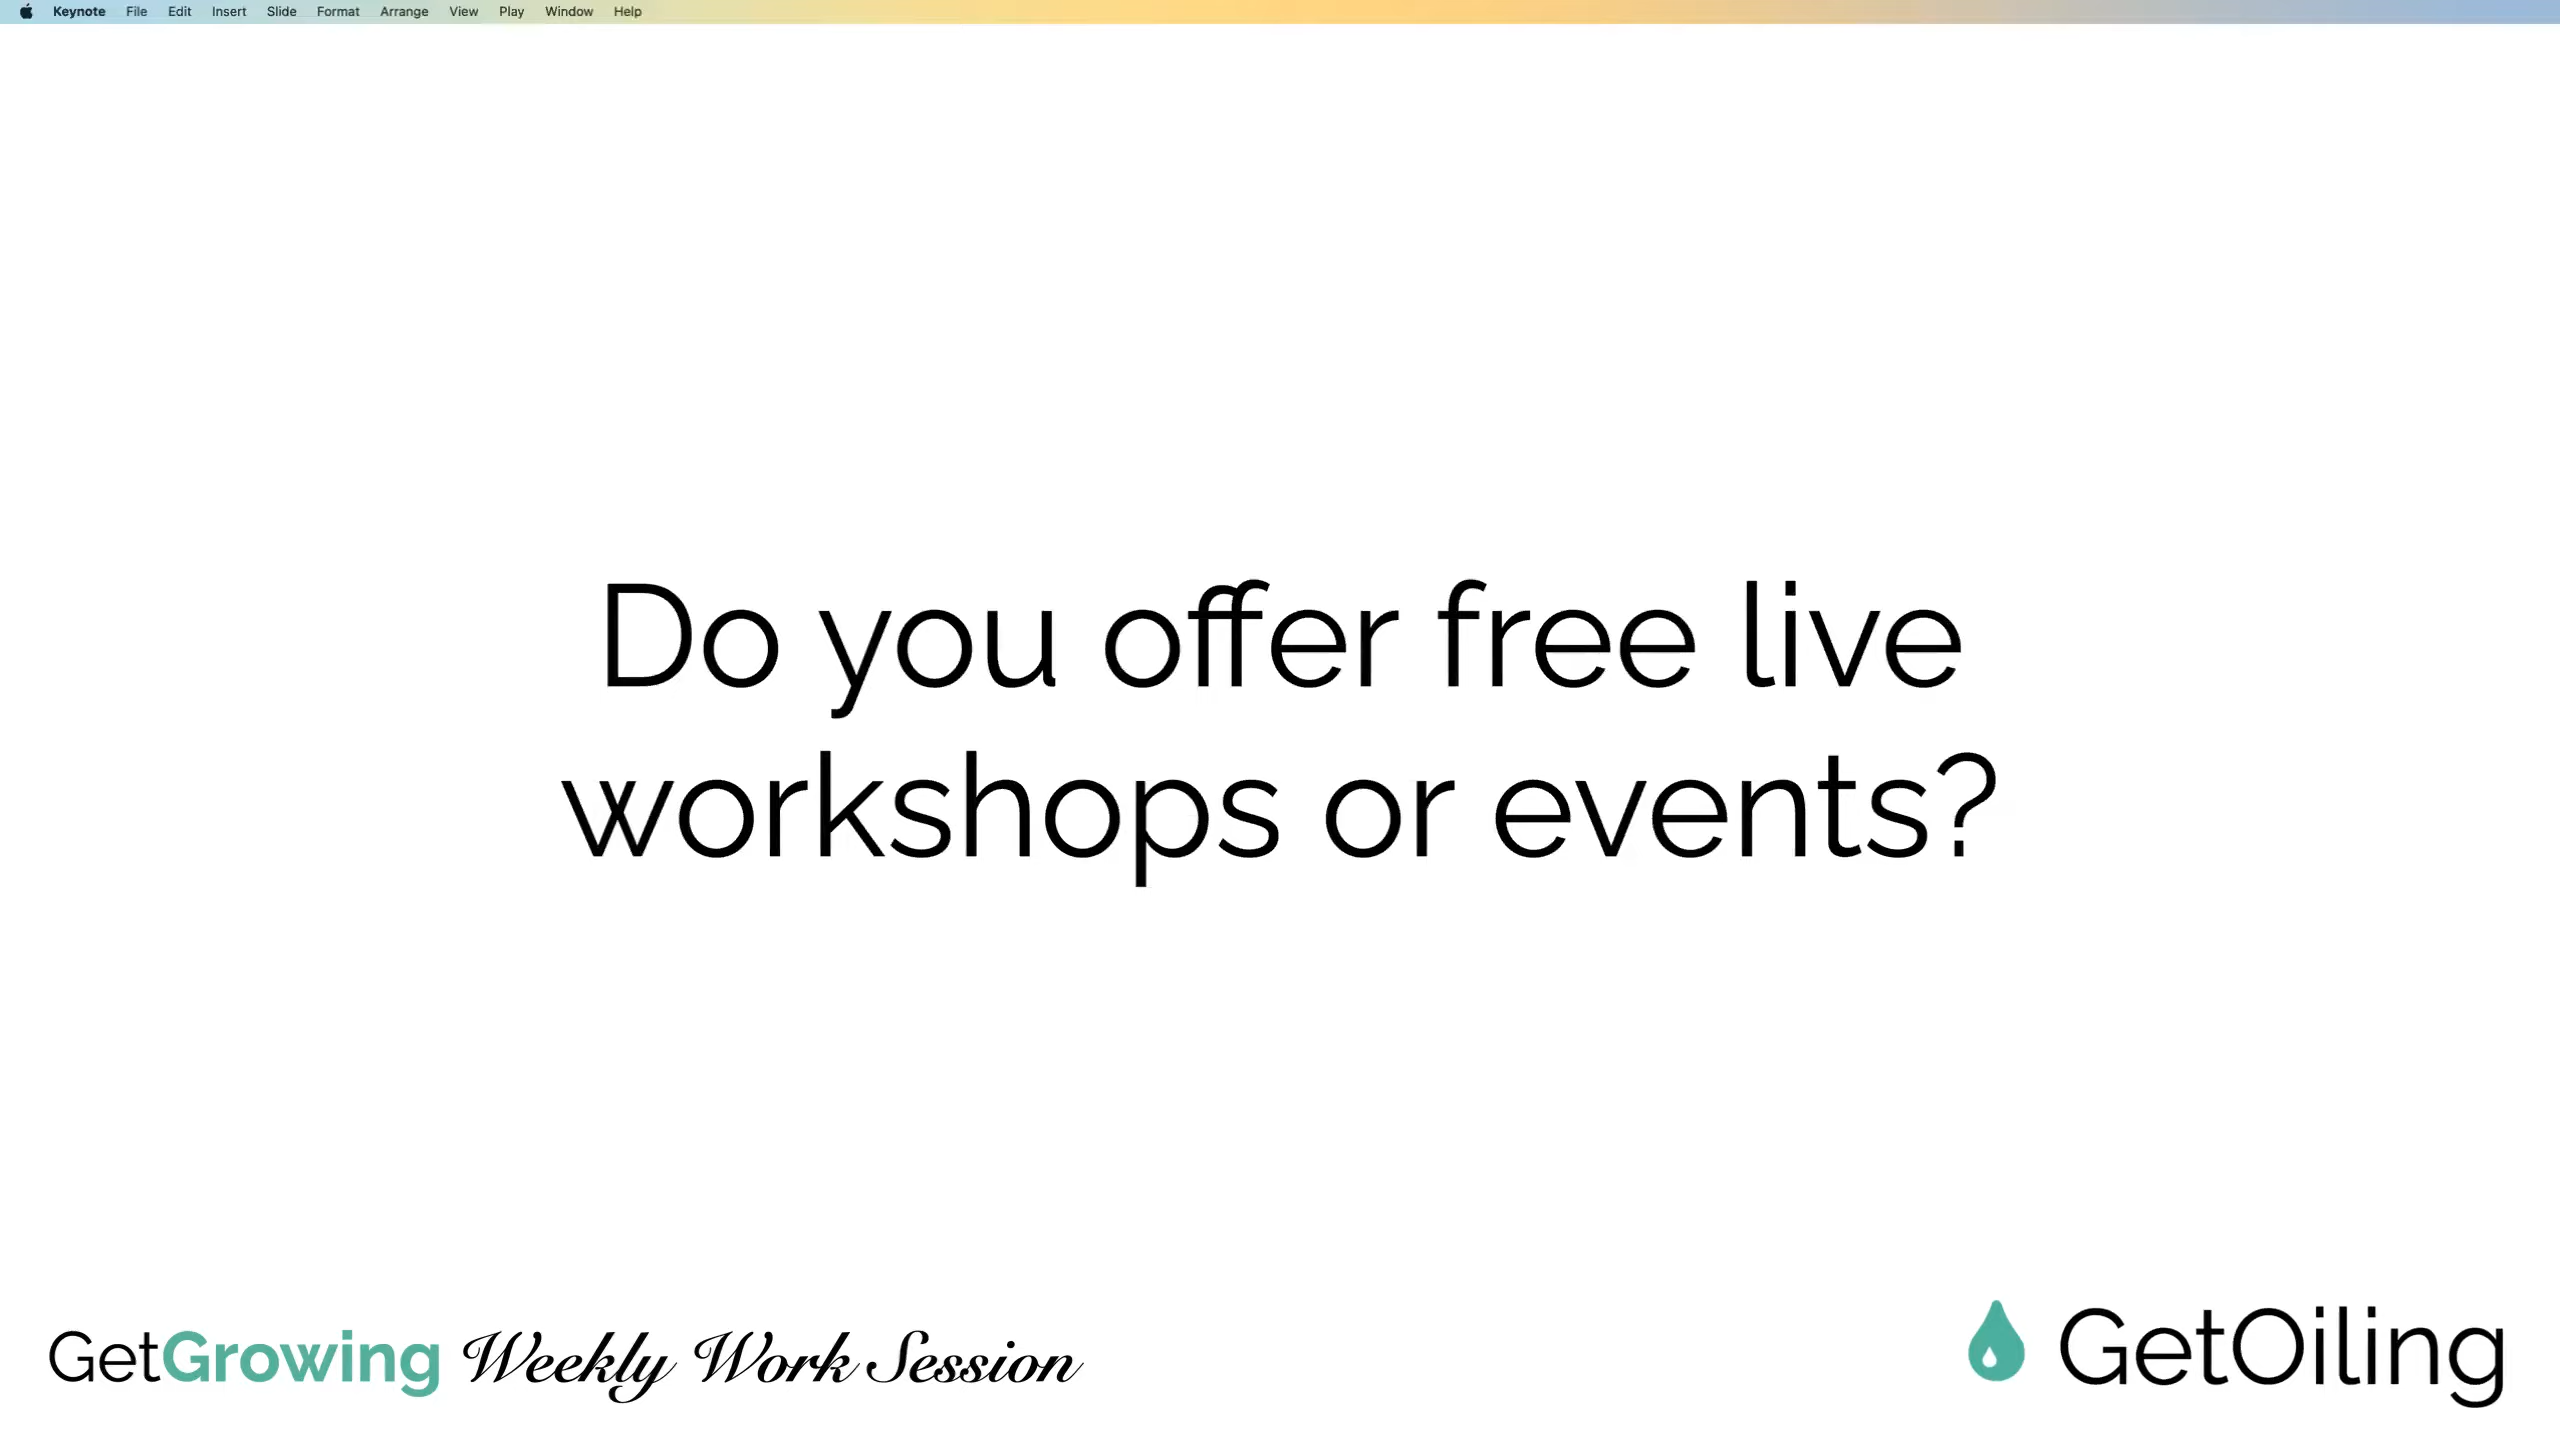 Keynote File Edit Insert Slide Format Arrange View Play Window Help
Do you offer free live
workshops or events?
GetGrowing Weekly Work Session
GetOiling